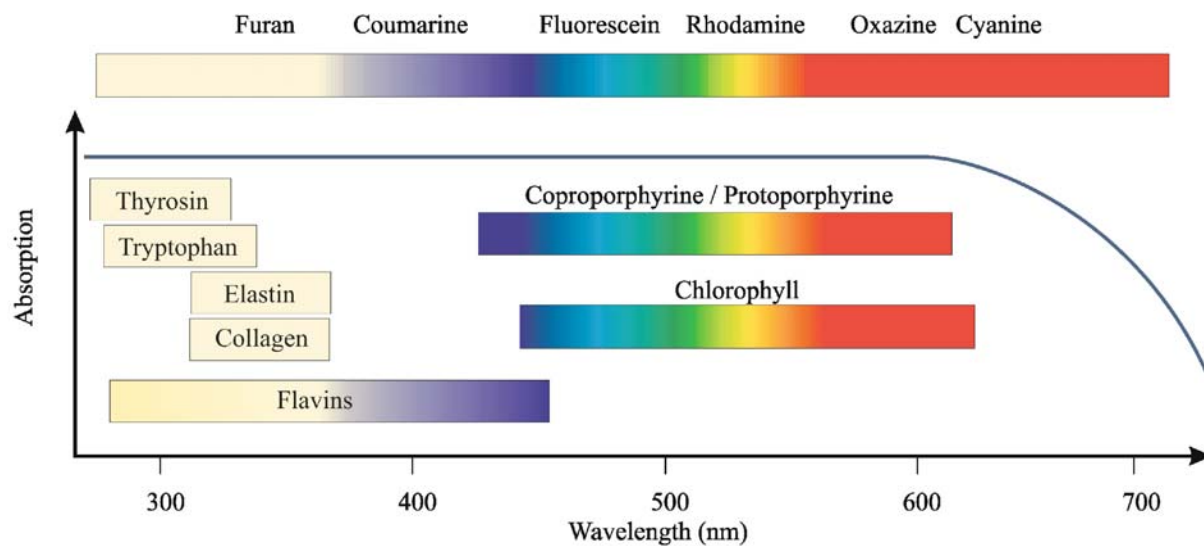 Furan Coumarine Fluorescein Rhodamine Oxazine Cyanine
Absorption
Thyrosin
Coproporphyrine / Protoporphyrine
Tryptophan
Elastin
Chlorophyll
Collagen
Flavins
300 400 500 600 700
Wavelength (nm)